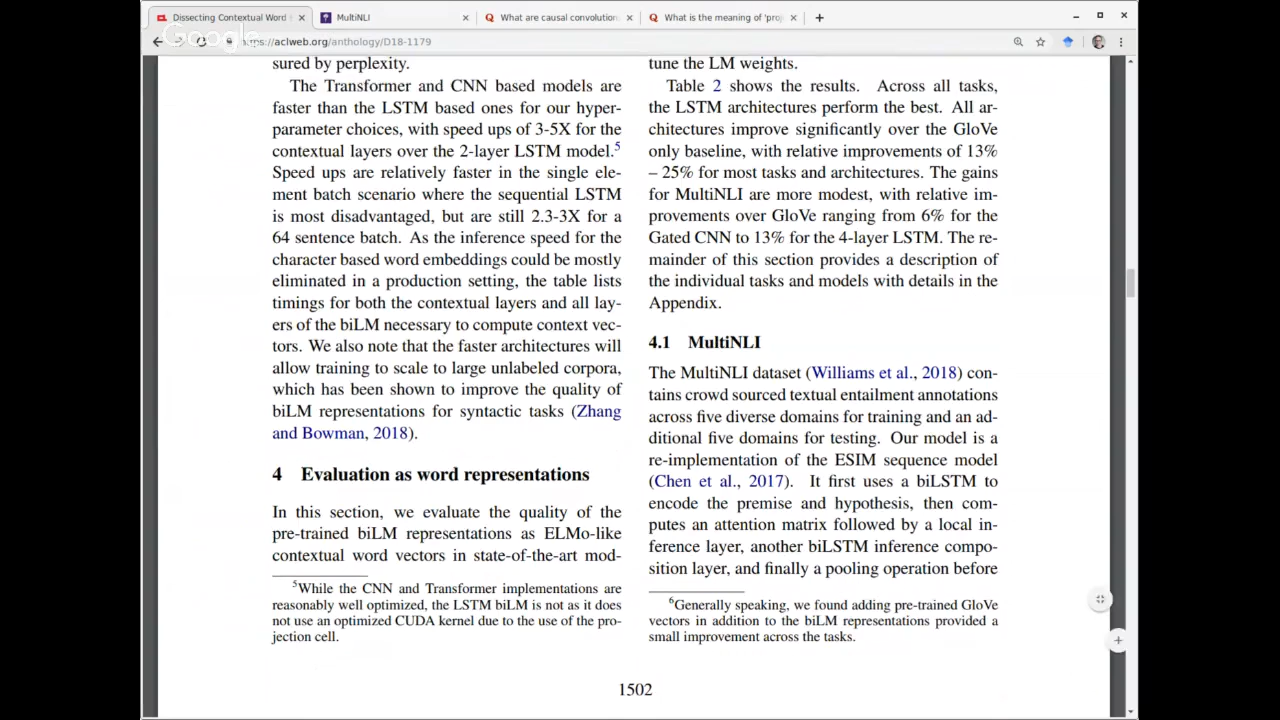 Dissecting Contextual Word
MultiNLI
What are causal convolution
What is the meaning of 'proj
Google
https://aclweb.org/anthology/D18-1179
sured by perplexity.
The Transformer and CNN based models are
faster than the LSTM based ones for our hyper-
parameter choices, with speed ups of 3-5X for the
contextual layers over the 2-layer LSTM model.5
Speed ups are relatively faster in the single ele-
ment batch scenario where the sequential LSTM
is most disadvantaged, but are still 2.3-3X for a
64 sentence batch. As the inference speed for the
character based word embeddings could be mostly
eliminated in a production setting, the table lists
timings for both the contextual layers and all lay-
ers of the biLM necessary to compute context vec-
tors. We also note that the faster architectures will
allow training to scale to large unlabeled corpora,
which has been shown to improve the quality of
biLM representations for syntactic tasks (Zhang
and Bowman, 2018).
4 Evaluation as word representations
In this section, we evaluate the quality of the
pre-trained biLM representations as ELMo-like
contextual word vectors in state-of-the-art mod-
5While the CNN and Transformer implementations are
reasonably well optimized, the LSTM biLM is not as it does
not use an optimized CUDA kernel due to the use of the pro-
jection cell.
tune the LM weights.
Table 2 shows the results. Across all tasks,
the LSTM architectures perform the best. All ar-
chitectures improve significantly over the GloVe
only baseline, with relative improvements of 13%
– 25% for most tasks and architectures. The gains
for MultiNLI are more modest, with relative im-
provements over GloVe ranging from 6% for the
Gated CNN to 13% for the 4-layer LSTM. The re-
mainder of this section provides a description of
the individual tasks and models with details in the
Appendix.
4.1 MultiNLI
The MultiNLI dataset (Williams et al., 2018) con-
tains crowd sourced textual entailment annotations
across five diverse domains for training and an ad-
ditional five domains for testing. Our model is a
re-implementation of the ESIM sequence model
(Chen et al., 2017). It first uses a biLSTM to
encode the premise and hypothesis, then com-
putes an attention matrix followed by a local in-
ference layer, another biLSTM inference compo-
sition layer, and finally a pooling operation before
6Generally speaking, we found adding pre-trained GloVe
vectors in addition to the biLM representations provided a
small improvement across the tasks.
1502